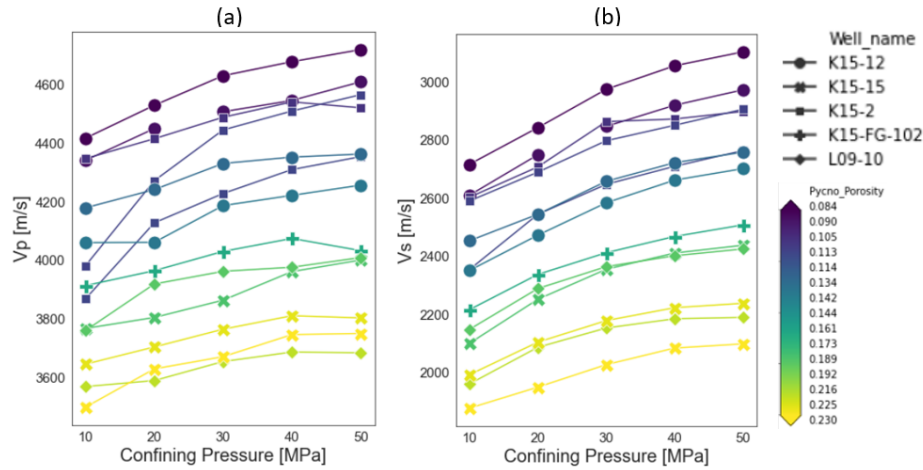 (a)
(b)
Vp [m/s]
4600
4400
4200
4000
3800
3600
10 20 30 40 50
Confining Pressure [MPa]
Vs [m/s]
3000
2800
2600
2400
2200
2000
10 20 30 40 50
Confining Pressure [MPa]
Well_name
K15-12
K15-15
K15-2
K15-FG-102
L09-10
Pycno_Porosity
0.084
0.090
0.105
0.113
0.114
0.134
0.144
0.142
0.173
0.161
0.189
0.192
0.225
0.216
0.230